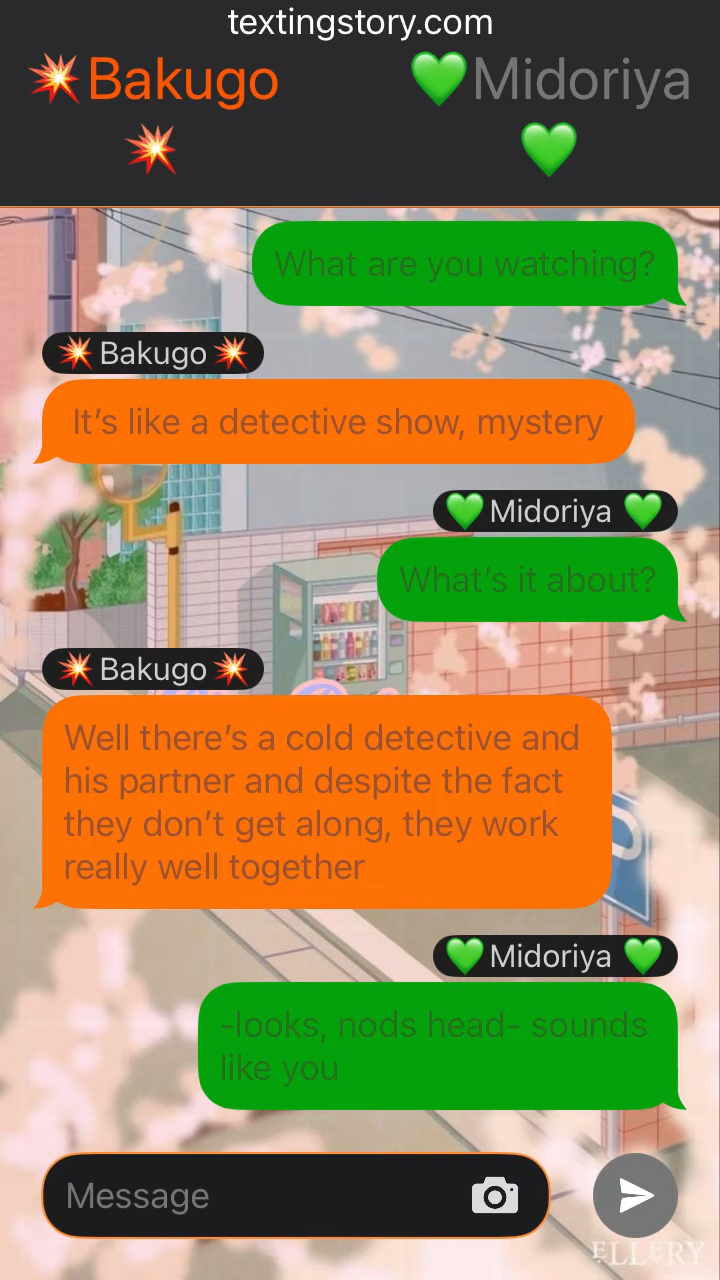 textingstory.com
💥Bakugo
💥
💚Midoriya
💚
What are you watching?
💥 Bakugo 💥
It’s like a detective show, mystery
💚 Midoriya 💚
What’s it about?
💥 Bakugo 💥
Well there’s a cold detective and
his partner and despite the fact
they don’t get along, they work
really well together
💚 Midoriya 💚
-looks, nods head- sounds
like you
Message
ELLERY